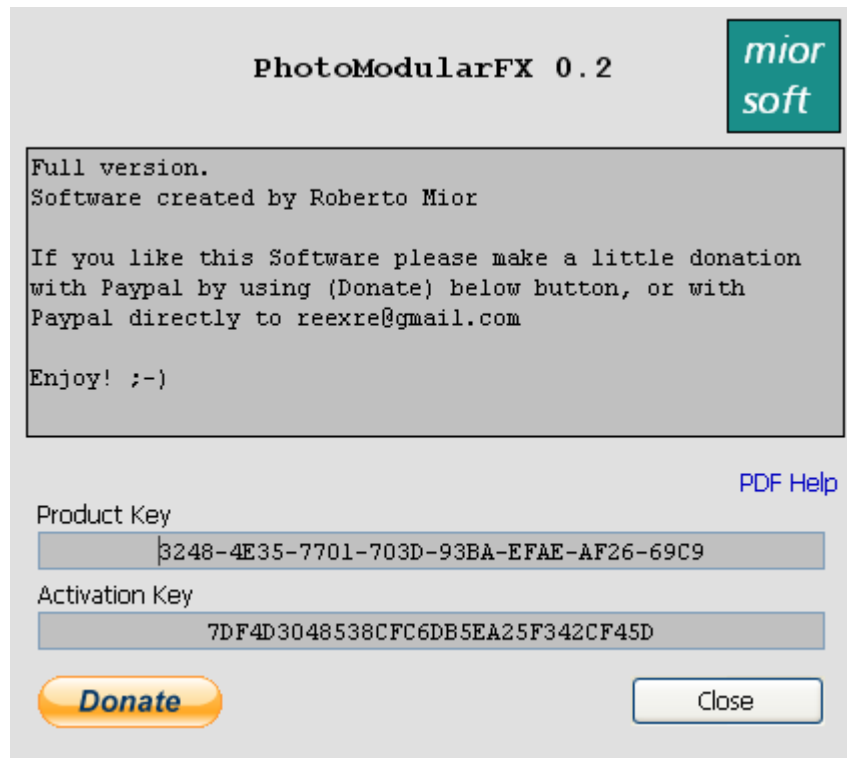 PhotoModularFX 0.2
mior
soft
Full version.
Software created by Roberto Mior
If you like this Software please make a little donation
with Paypal by using (Donate) below button, or with
Paypal directly to reexre@gmail.com
Enjoy! ;-)
PDF Help
Product Key
3248-4E35-7701-703D-93BA-EFAE-AF26-69C9
Activation Key
7DF4D3048538CFC6DB5EA25F342CF45D
Donate
Close